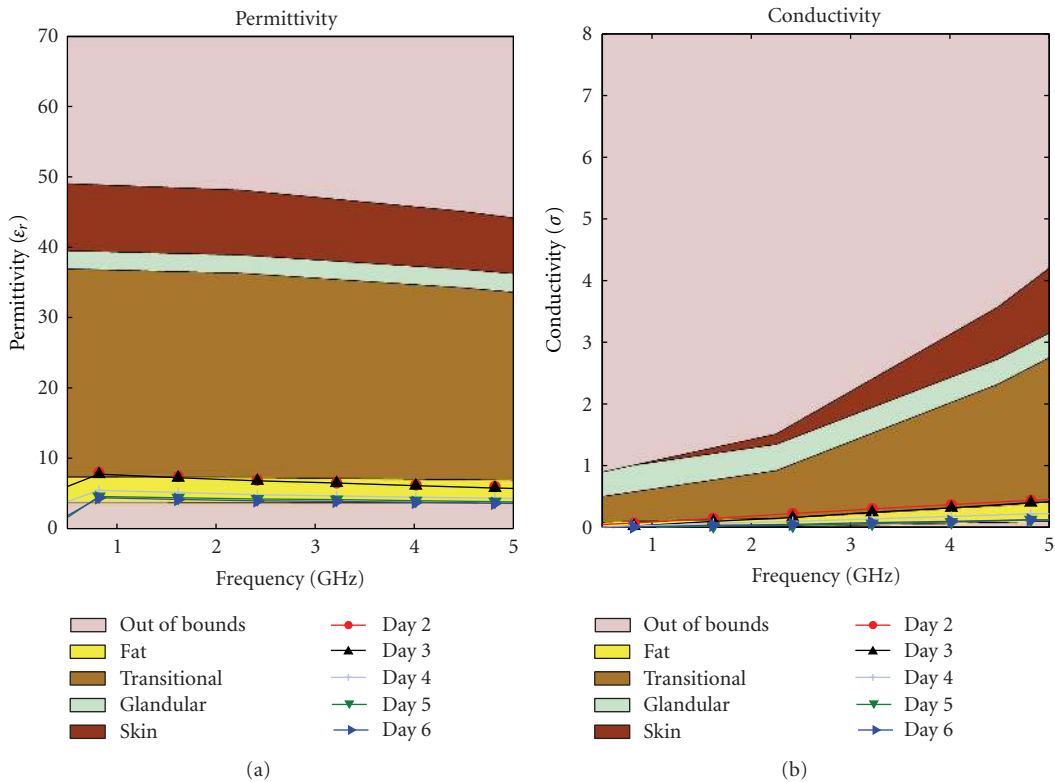 Permittivity
70
60
50
40
30
20
10
0
Permittivity (εr)
1
2
3
4
5
Frequency (GHz)
Out of bounds
Fat
Transitional
Glandular
Skin
Day 2
Day 3
Day 4
Day 5
Day 6
(a)
Conductivity
8
7
6
5
4
3
2
1
0
Conductivity (σ)
1
2
3
4
5
Frequency (GHz)
Out of bounds
Fat
Transitional
Glandular
Skin
Day 2
Day 3
Day 4
Day 5
Day 6
(b)